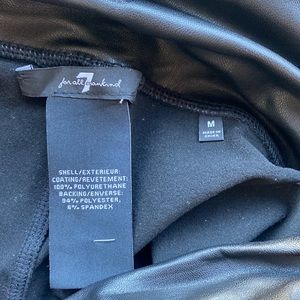 7
for all mankind
M
MADE IN
CHINA
SHELL/EXTERIEUR:
COATING/REVETEMENT:
100% POLYURETHANE
BACKING/ENVERSE:
94% POLYESTER,
6% SPANDEX